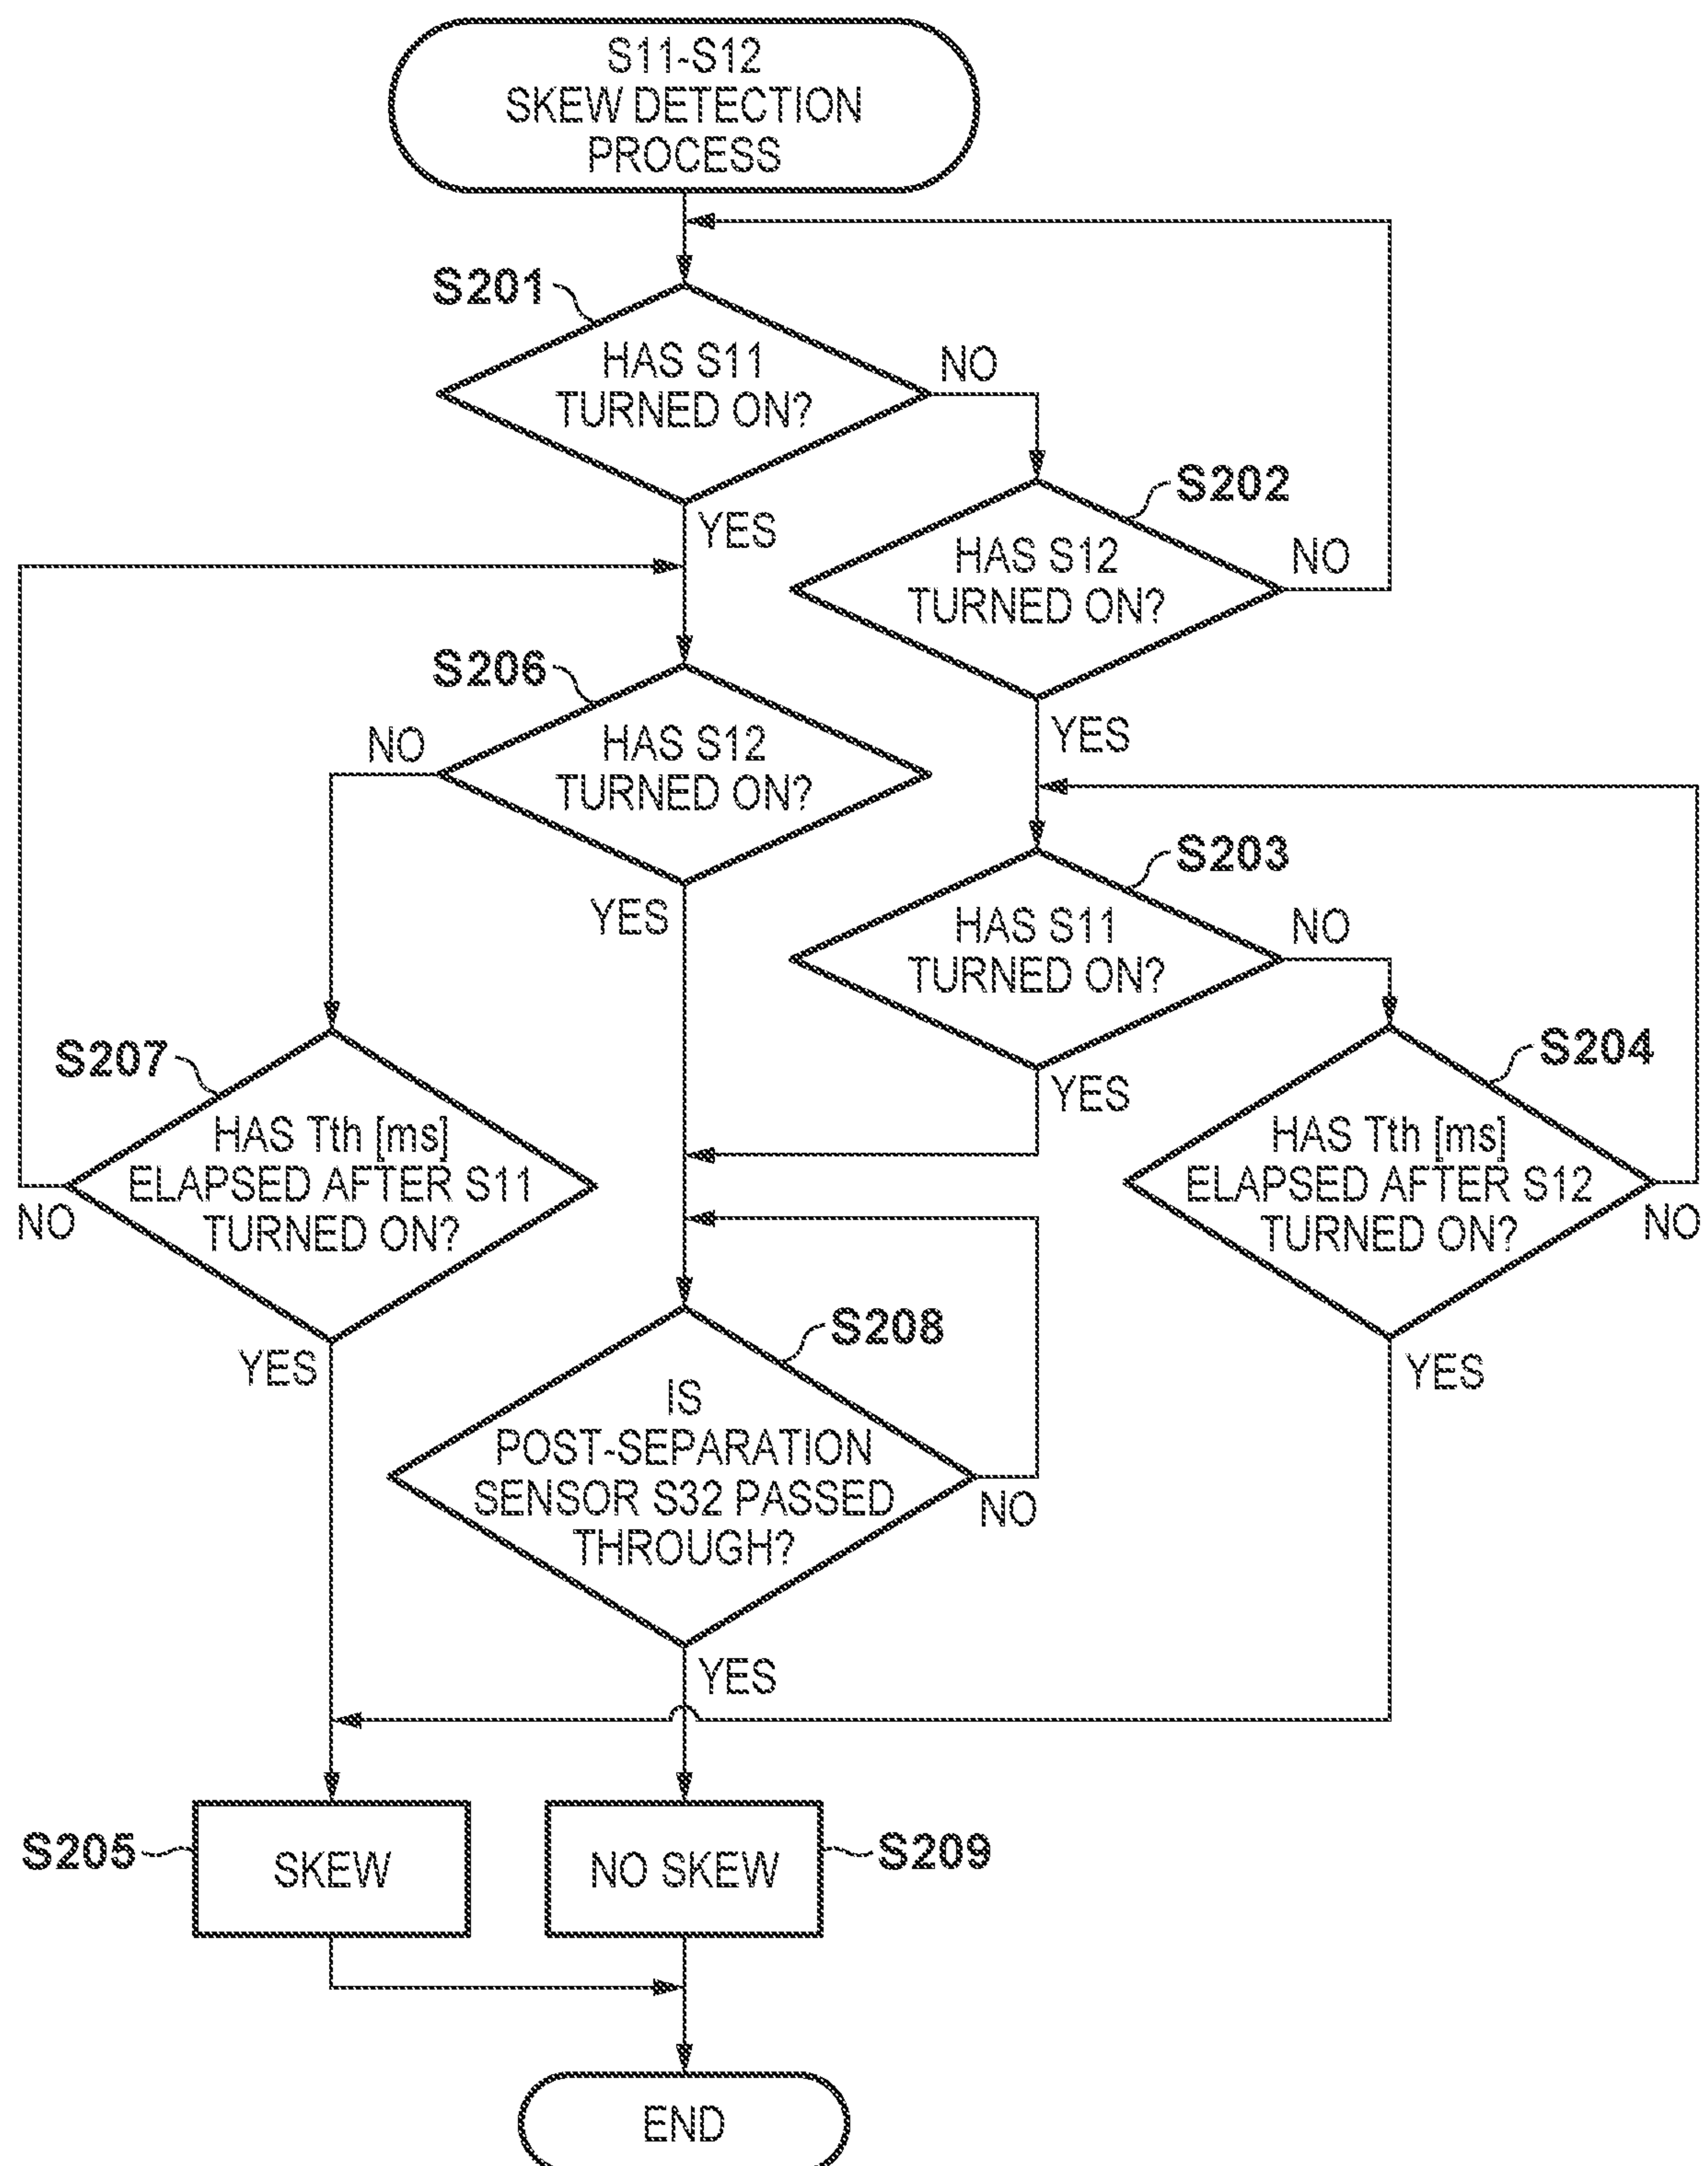 S11-S12
SKEW DETECTION
PROCESS
S201
HAS S11
TURNED ON?
NO
YES
S202
HAS S12
TURNED ON?
NO
YES
S206
HAS S12
TURNED ON?
NO
YES
S203
HAS S11
TURNED ON?
NO
YES
S207
HAS Tth [ms]
ELAPSED AFTER S11
TURNED ON?
NO
YES
S204
HAS Tth [ms]
ELAPSED AFTER S12
TURNED ON?
NO
YES
S208
IS
POST-SEPARATION
SENSOR S32 PASSED
THROUGH?
NO
YES
S205
SKEW
NO SKEW
S209
END